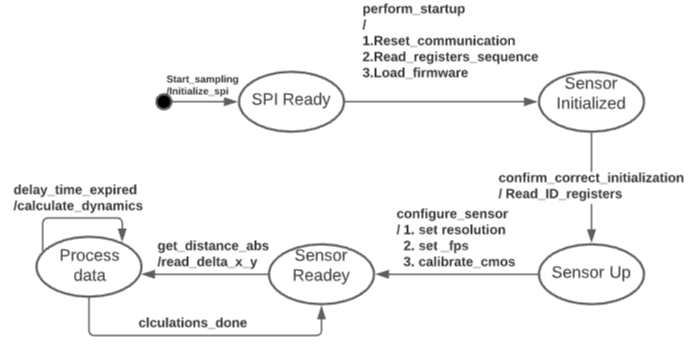 perform_startup
/
1.Reset_communication
2.Read_registers_sequence
3.Load_firmware
Start_sampling
/Initialize_spi
SPI Ready
Sensor
Initialized
confirm_correct_initialization
/ Read_ID_registers
delay_time_expired
/calculate_dynamics
configure_sensor
/ 1. set resolution
2. set _fps
3. calibrate_cmos
get_distance_abs
/read_delta_x_y
Process
data
Sensor
Readey
Sensor Up
clculations_done